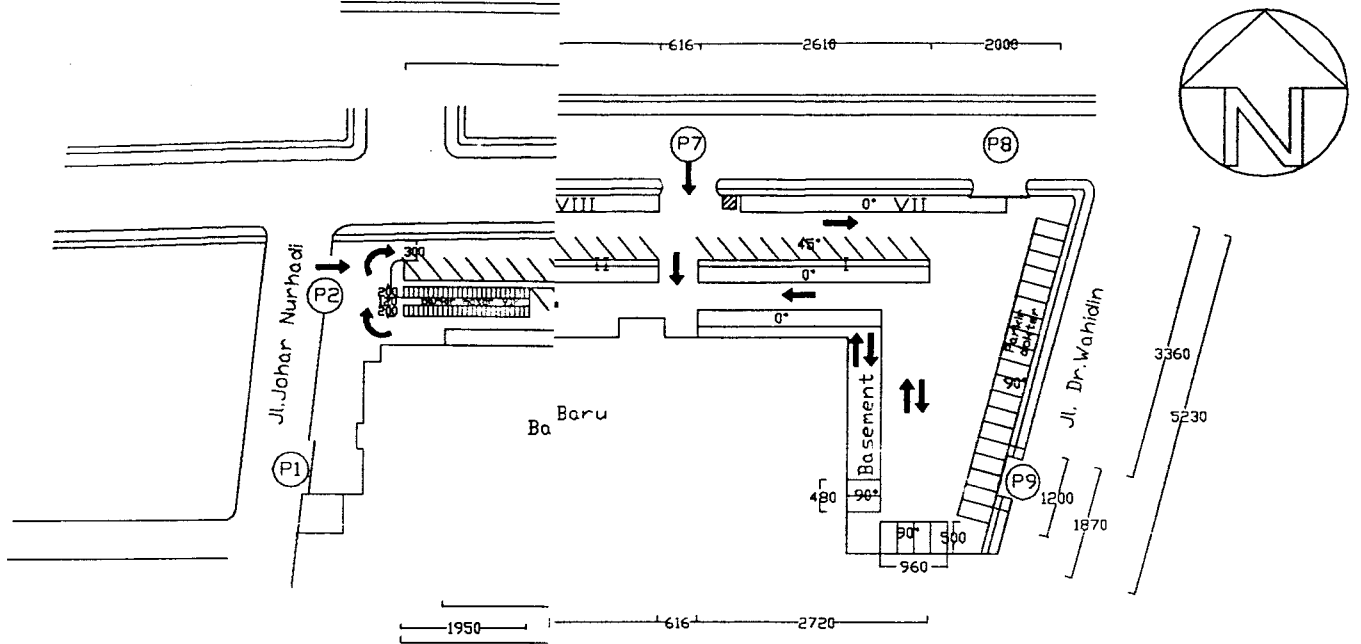 616 2610 2000
N
P7 P8
VIII 0° VII
45°
300
II I
0°
P2
200
120
200
0°
Jl.Johar Nurhadi
Parkir
dokter
90°
Jl. Dr.Wahidin
3360
5230
Basement
Ba Baru
P1
480 90°
P9
1200
1870
90° 500
960
1950 616 2720